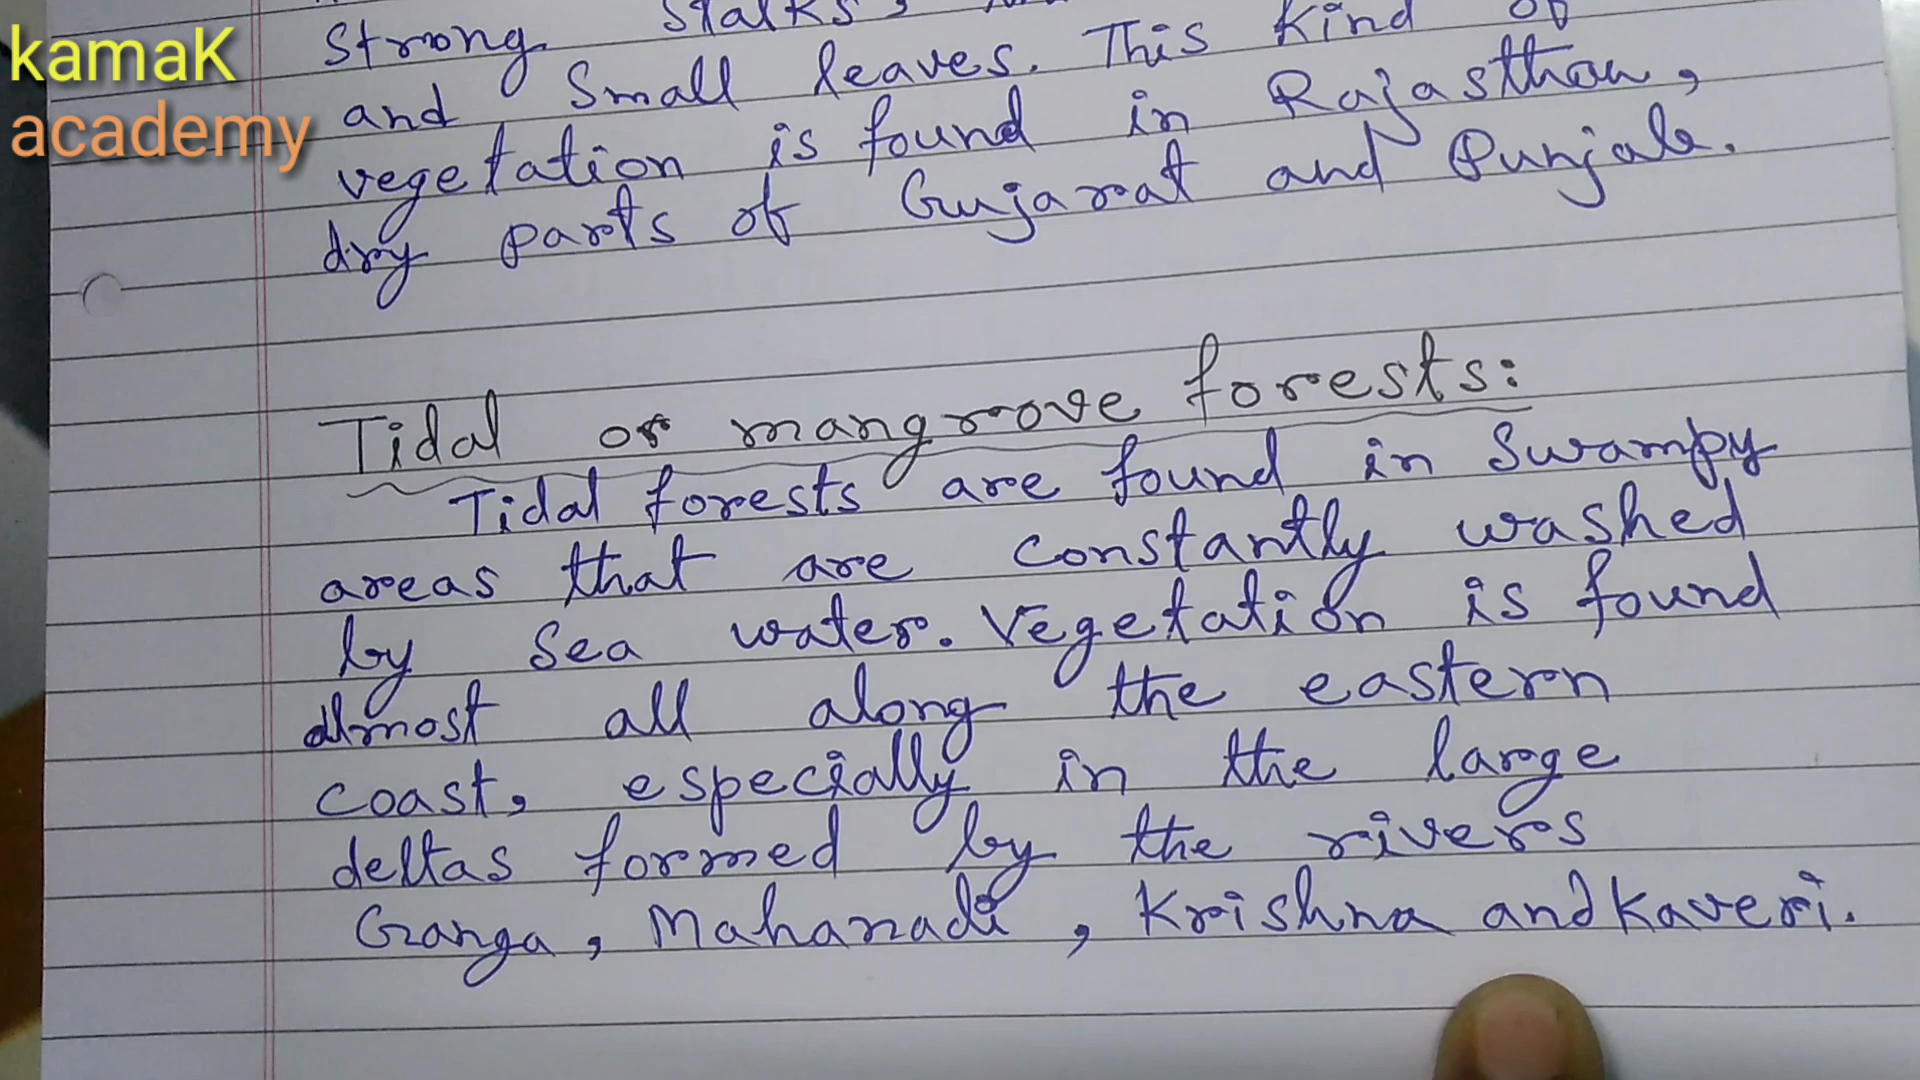 kamaK
academy
Strong stalks,
and small leaves. This kind of
vegetation is found in Rajasthan,
dry parts of Gujarat and Punjab.
Tidal or mangrove forests:
Tidal forests are found in Swampy
areas that are constantly washed
by Sea water. Vegetation is found
almost all along the eastern
coast, especially in the large
deltas formed by the rivers
Ganga, Mahanadi, Krishna and Kaveri.